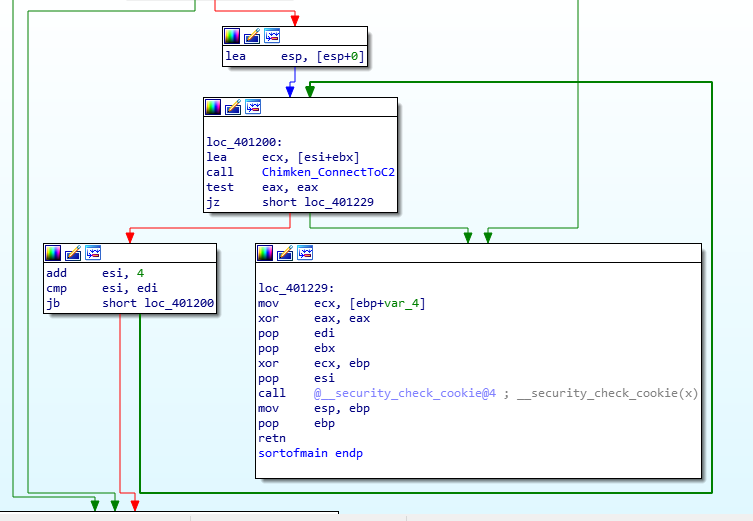 lea     esp, [esp+0]
loc_401200:
lea     ecx, [esi+ebx]
call    Chimken_ConnectToC2
test    eax, eax
jz      short loc_401229
add     esi, 4
cmp     esi, edi
jb      short loc_401200
loc_401229:
mov     ecx, [ebp+var_4]
xor     eax, eax
pop     edi
pop     ebx
xor     ecx, ebp
pop     esi
call    @__security_check_cookie@4 ; __security_check_cookie(x)
mov     esp, ebp
pop     ebp
retn
sortofmain endp